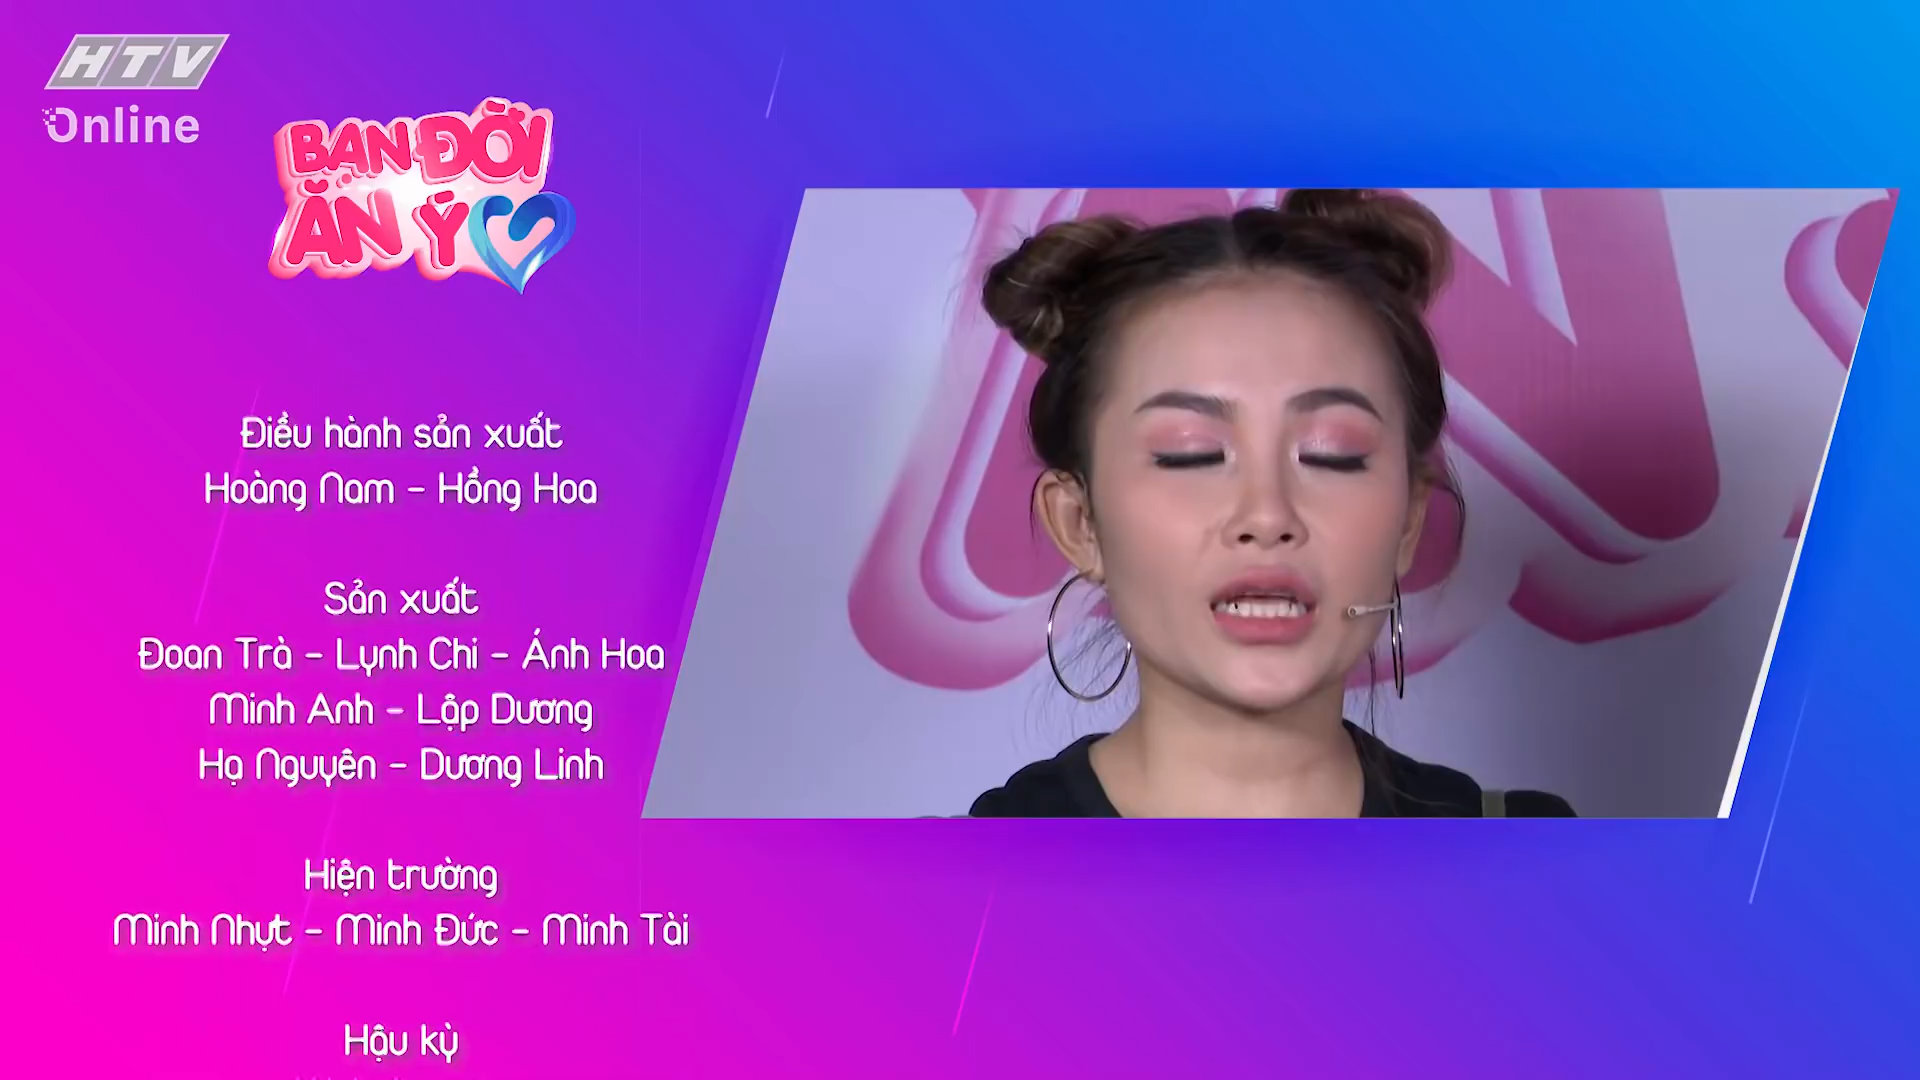 HTV
Online
BẠN ĐỜI
ĂN Ý
Điều hành sản xuất
Hoàng Nam - Hồng Hoa
Sản xuất
Đoan Trà - Lynh Chi - Ánh Hoa
Minh Anh - Lập Dương
Hạ Nguyên - Dương Linh
Hiện trường
Minh Nhựt - Minh Đức - Minh Tài
Hậu kỳ